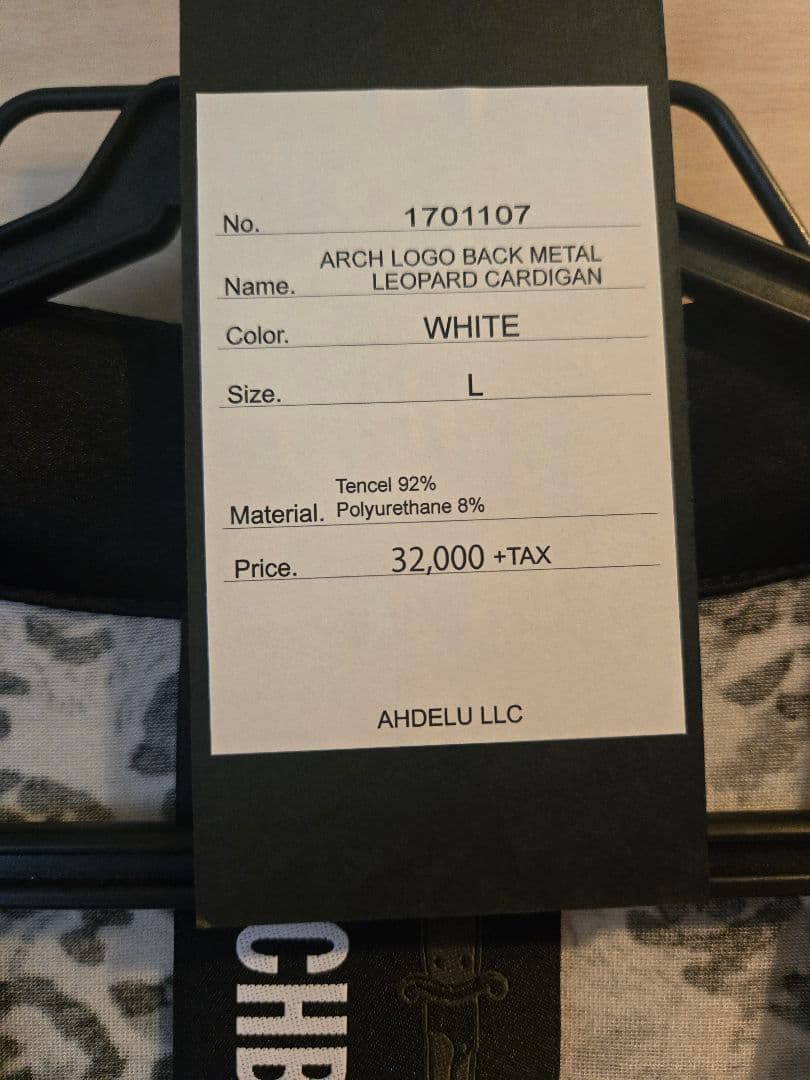 No. 1701107
ARCH LOGO BACK METAL
Name. LEOPARD CARDIGAN
Color. WHITE
Size. L
Tencel 92%
Material. Polyurethane 8%
Price. 32,000 +TAX
AHDELU LLC
CHB